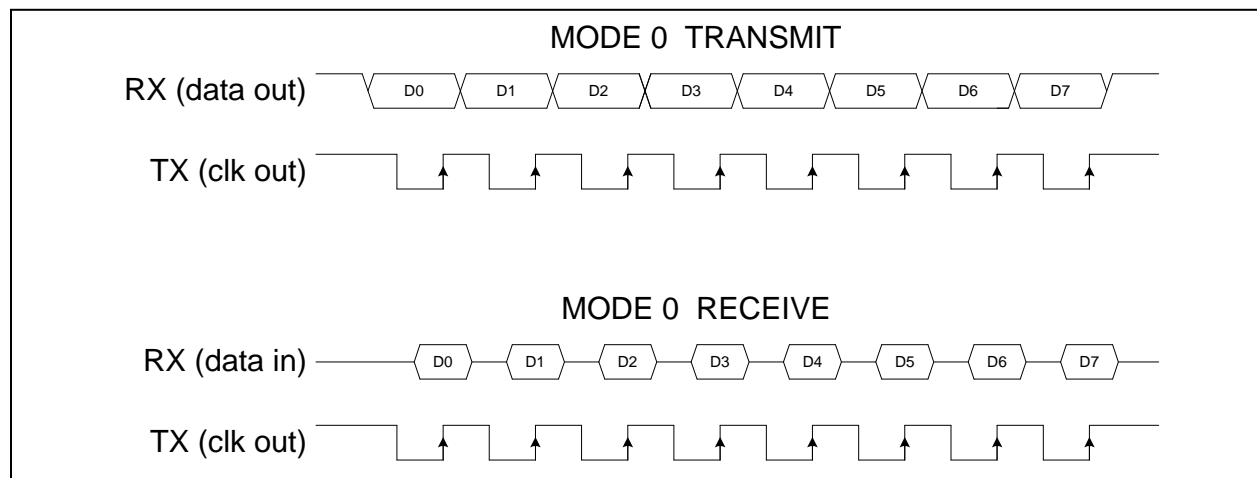 MODE 0 TRANSMIT
RX (data out) D0 D1 D2 D3 D4 D5 D6 D7
TX (clk out)
MODE 0 RECEIVE
RX (data in) D0 D1 D2 D3 D4 D5 D6 D7
TX (clk out)